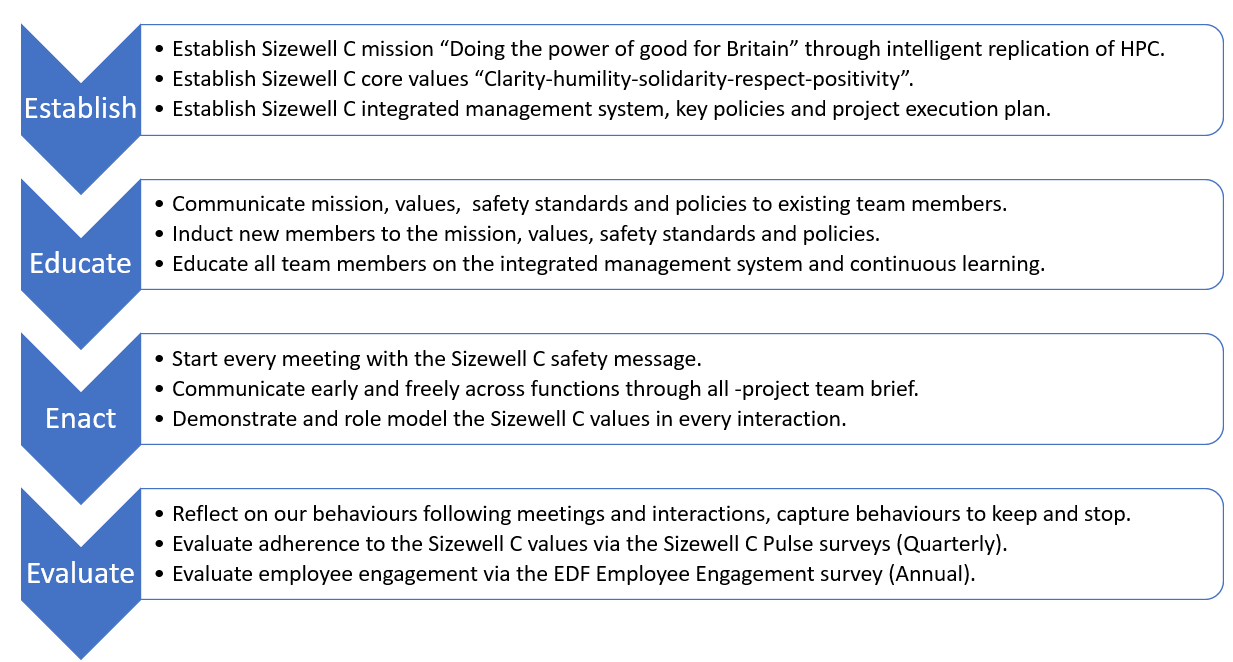 Establish
• Establish Sizewell C mission “Doing the power of good for Britain” through intelligent replication of HPC.
• Establish Sizewell C core values “Clarity-humility-solidarity-respect-positivity”.
• Establish Sizewell C integrated management system, key policies and project execution plan.
Educate
• Communicate mission, values,  safety standards and policies to existing team members.
• Induct new members to the mission, values, safety standards and policies.
• Educate all team members on the integrated management system and continuous learning.
Enact
• Start every meeting with the Sizewell C safety message.
• Communicate early and freely across functions through all -project team brief.
• Demonstrate and role model the Sizewell C values in every interaction.
Evaluate
• Reflect on our behaviours following meetings and interactions, capture behaviours to keep and stop.
• Evaluate adherence to the Sizewell C values via the Sizewell C Pulse surveys (Quarterly).
• Evaluate employee engagement via the EDF Employee Engagement survey (Annual).